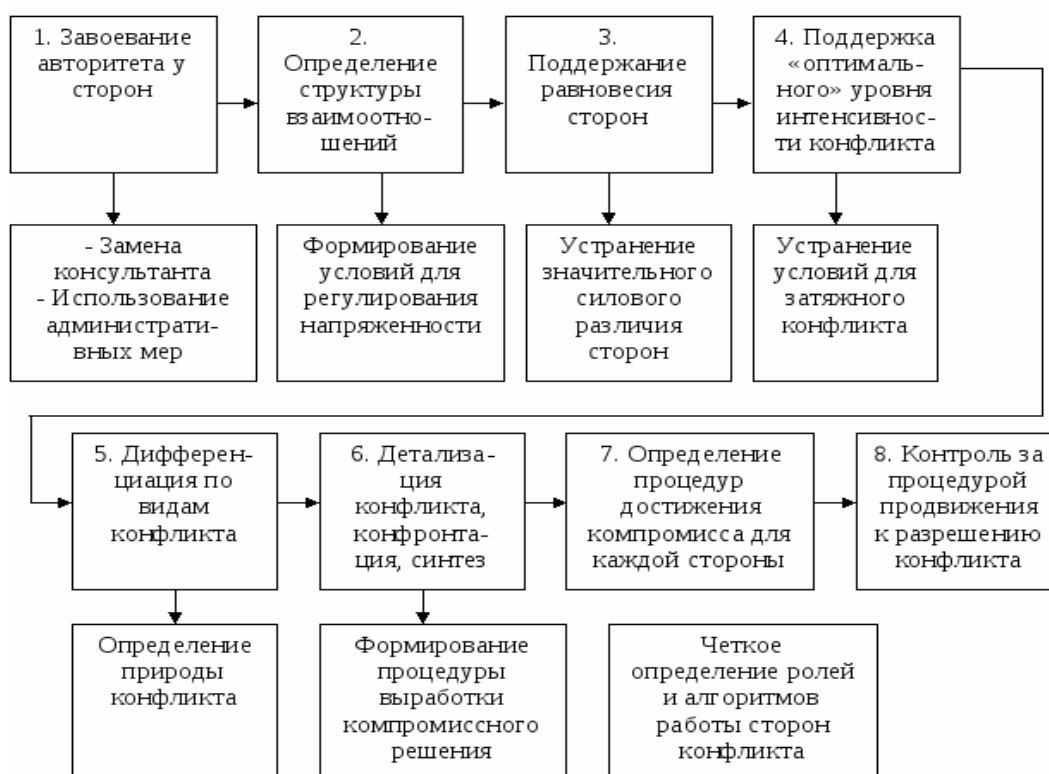 1. Завоевание
авторитета у
сторон
2.
Определение
структуры
взаимоотно-
шений
3.
Поддержание
равновесия
сторон
4. Поддержка
«оптималь-
ного» уровня
интенсивнос-
ти конфликта
- Замена
консультанта
- Использование
администрати-
вных мер
Формирование
условий для
регулирования
напряженности
Устранение
значительного
силового
различия
сторон
Устранение
условий для
затяжного
конфликта
5. Дифферен-
циация по
видам
конфликта
6. Детализа-
ция
конфликта,
конфронта-
ция, синтез
7. Определение
процедур
достижения
компромисса для
каждой стороны
8. Контроль за
процедурой
продвижения
к разрешению
конфликта
Определение
природы
конфликта
Формирование
процедуры
выработки
компромиссного
решения
Четкое
определение ролей
и алгоритмов
работы сторон
конфликта